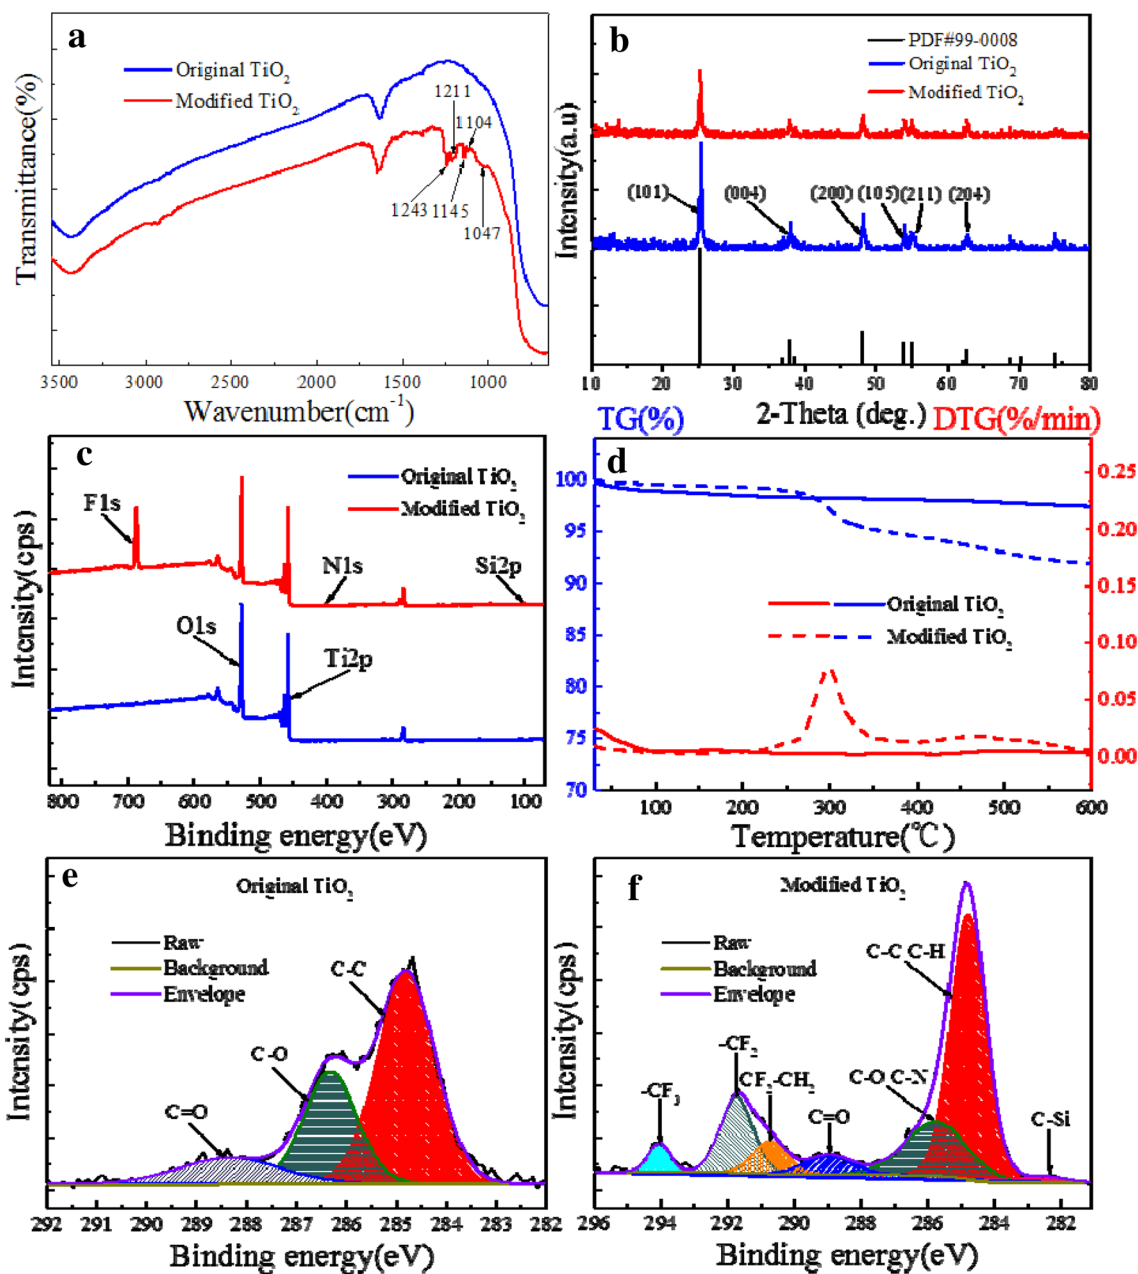 a
Original TiO2
Modified TiO2
1211
1104
1243
1145
1047
Transmittance(%)
3500 3000 2500 2000 1500 1000
Wavenumber(cm-1)
b
PDF#99-0008
Original TiO2
Modified TiO2
(101) (004) (200) (105) (211) (204)
Intensity(a.u)
10 20 30 40 50 60 70 80
2-Theta (deg.)
c
Original TiO2
Modified TiO2
F1s
N1s
Si2p
O1s
Ti2p
Intensity(cps)
800 700 600 500 400 300 200 100
Binding energy(eV)
TG(%)
DTG(%/min)
d
100
95
90
85
80
75
70
0.25
0.20
0.15
0.10
0.05
0.00
Original TiO2
Modified TiO2
100 200 300 400 500 600
Temperature(℃)
e
Original TiO2
Raw
Background
Envelope
C-C
C-O
C=O
Intensity(cps)
292 291 290 289 288 287 286 285 284 283 282
Binding energy(eV)
f
Modified TiO2
Raw
Background
Envelope
C-C C-H
-CF2
CF2-CH2
-CF3
C=O
C-O C-N
C-Si
Intensity(cps)
296 294 292 290 288 286 284 282
Binding energy(eV)